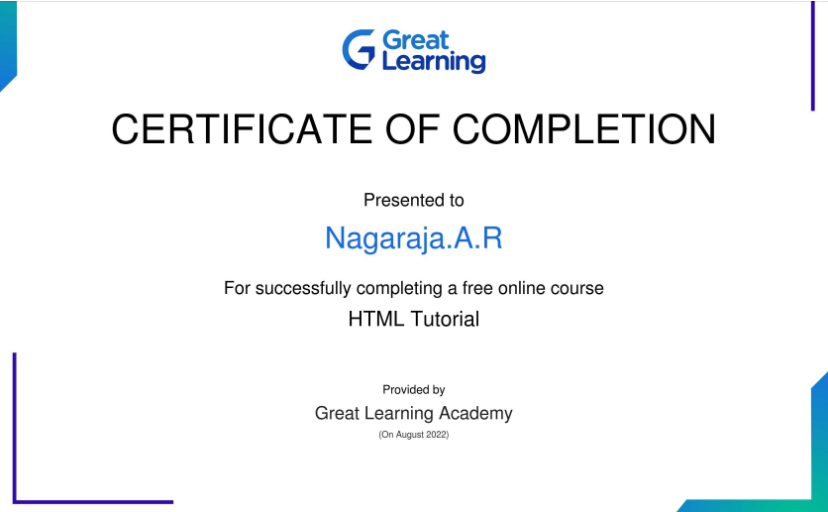 Great
Learning
CERTIFICATE OF COMPLETION
Presented to
Nagaraja.A.R
For successfully completing a free online course
HTML Tutorial
Provided by
Great Learning Academy
(On August 2022)